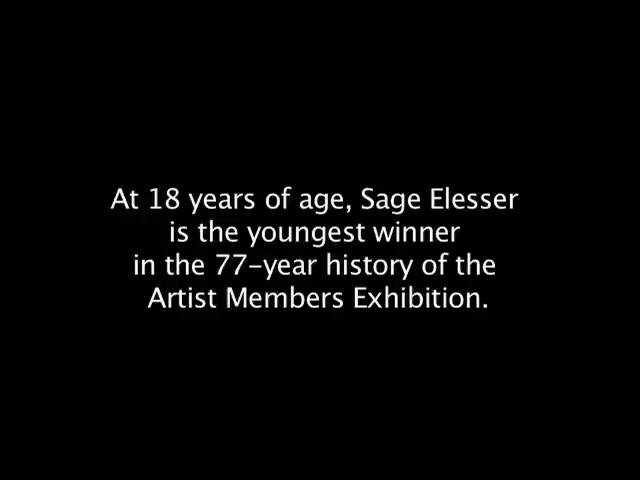 At 18 years of age, Sage Elesser
is the youngest winner
in the 77-year history of the
Artist Members Exhibition.